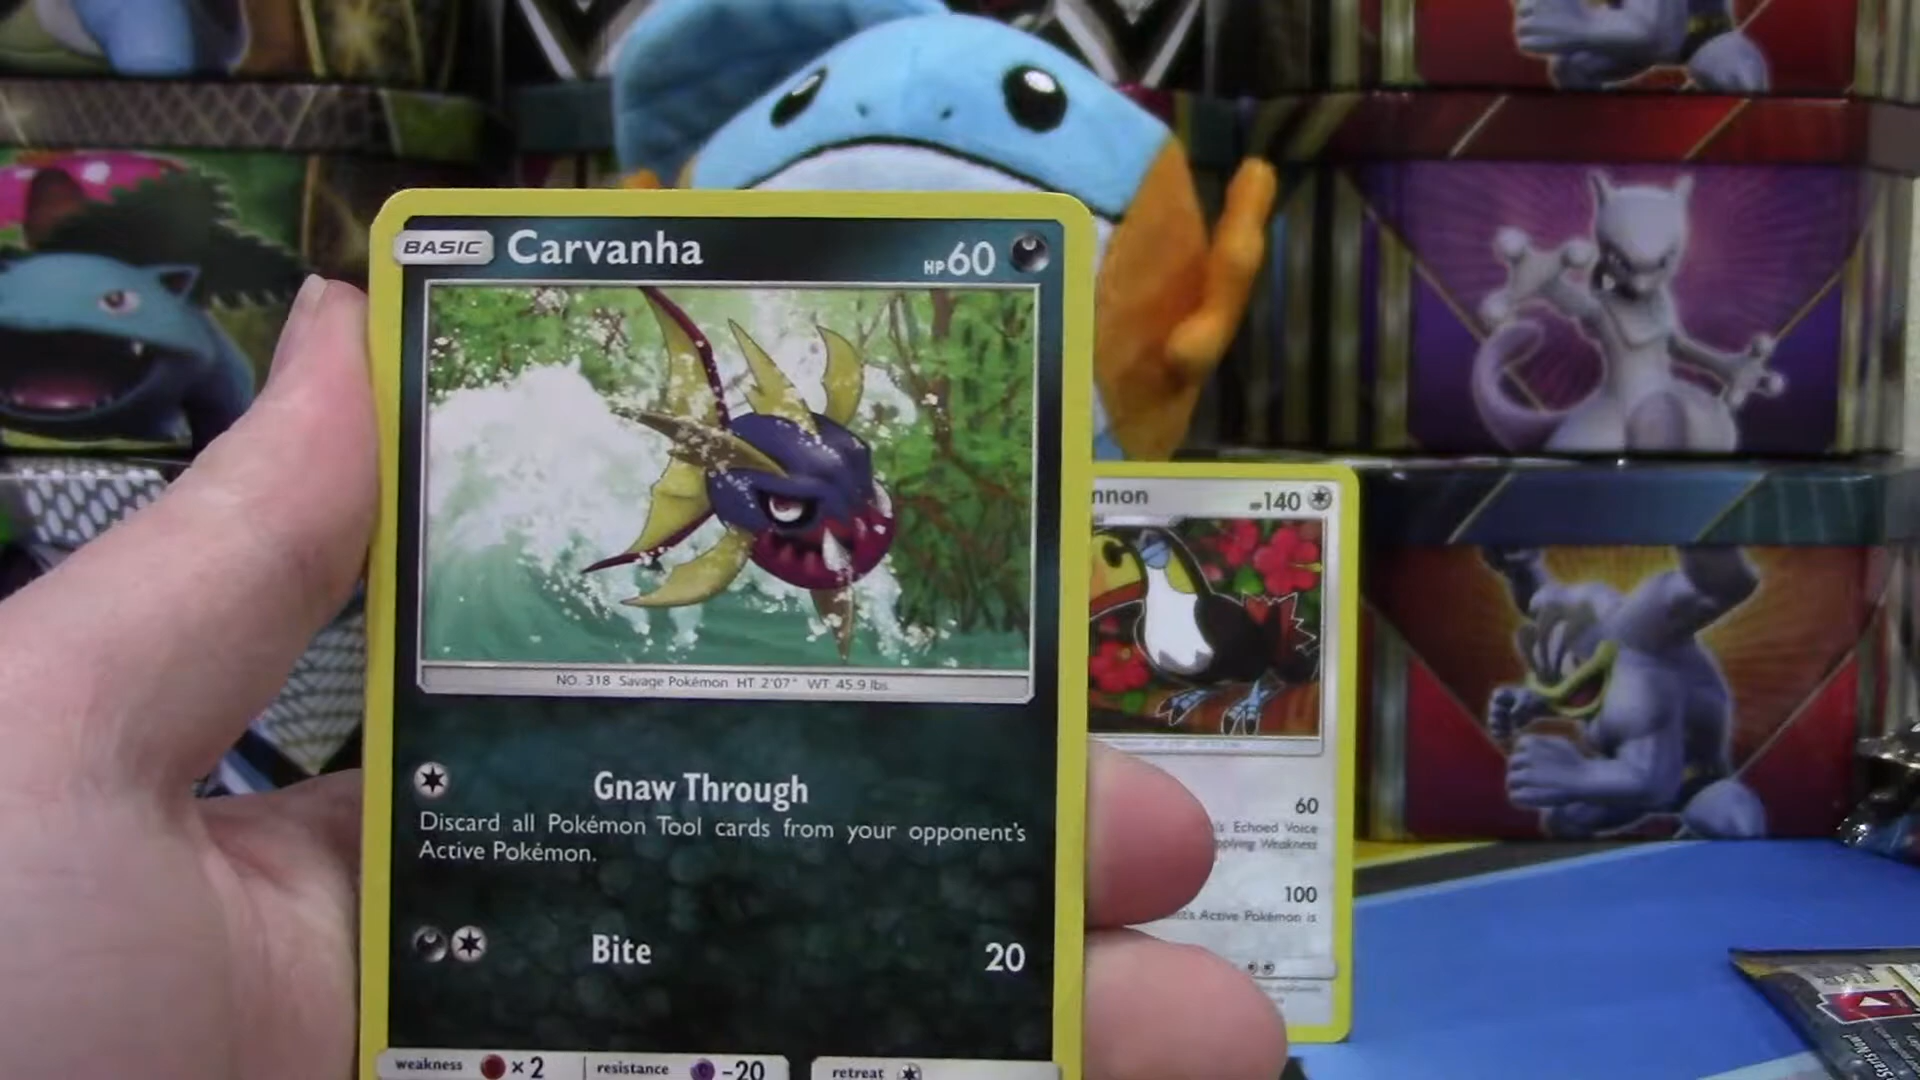 BASIC Carvanha HP60
NO. 318 Savage Pokémon HT 2'07" WT 45.9 lbs.
Gnaw Through
Discard all Pokémon Tool cards from your opponent's
Active Pokémon.
Bite 20
weakness ×2 resistance -20 retreat
nnon HP140
60
's Echoed Voice
pplying Weakness
100
Active Pokémon is